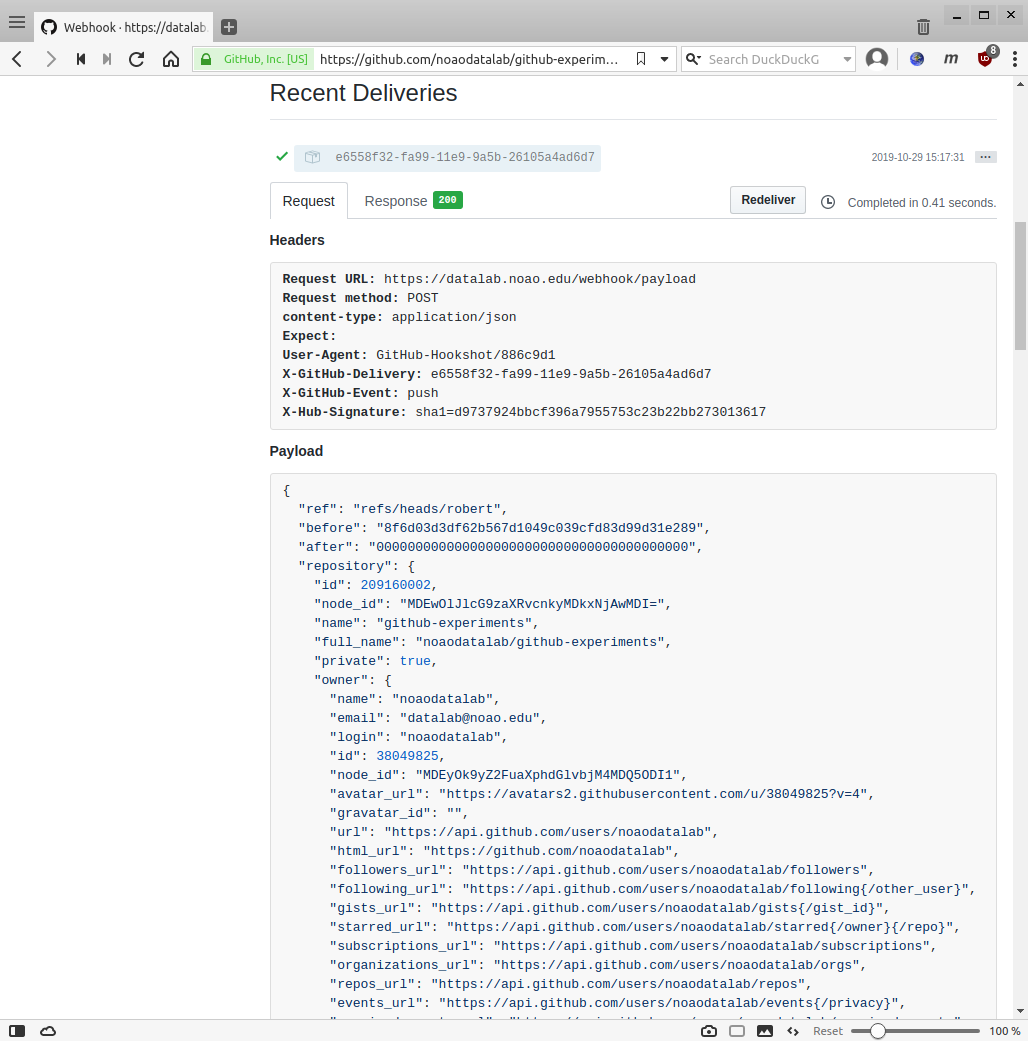 Webhook · https://datalab.
GitHub, Inc. [US] https://github.com/noaodatalab/github-experim… Search DuckDuckG m 8
Recent Deliveries
e6558f32-fa99-11e9-9a5b-26105a4ad6d7 2019-10-29 15:17:31 ...
Request Response 200 Redeliver Completed in 0.41 seconds.
Headers
Request URL: https://datalab.noao.edu/webhook/payload
Request method: POST
content-type: application/json
Expect:
User-Agent: GitHub-Hookshot/886c9d1
X-GitHub-Delivery: e6558f32-fa99-11e9-9a5b-26105a4ad6d7
X-GitHub-Event: push
X-Hub-Signature: sha1=d9737924bbcf396a7955753c23b22bb273013617
Payload
{
"ref": "refs/heads/robert",
"before": "8f6d03d3df62b567d1049c039cfd83d99d31e289",
"after": "0000000000000000000000000000000000000000",
"repository": {
"id": 209160002,
"node_id": "MDEwOlJlcG9zaXRvcnkyMDkxNjAwMDI=",
"name": "github-experiments",
"full_name": "noaodatalab/github-experiments",
"private": true,
"owner": {
"name": "noaodatalab",
"email": "datalab@noao.edu",
"login": "noaodatalab",
"id": 38049825,
"node_id": "MDEyOk9yZ2FuaXphdGlvbjM4MDQ5ODI1",
"avatar_url": "https://avatars2.githubusercontent.com/u/38049825?v=4",
"gravatar_id": "",
"url": "https://api.github.com/users/noaodatalab",
"html_url": "https://github.com/noaodatalab",
"followers_url": "https://api.github.com/users/noaodatalab/followers",
"following_url": "https://api.github.com/users/noaodatalab/following{/other_user}",
"gists_url": "https://api.github.com/users/noaodatalab/gists{/gist_id}",
"starred_url": "https://api.github.com/users/noaodatalab/starred{/owner}{/repo}",
"subscriptions_url": "https://api.github.com/users/noaodatalab/subscriptions",
"organizations_url": "https://api.github.com/users/noaodatalab/orgs",
"repos_url": "https://api.github.com/users/noaodatalab/repos",
"events_url": "https://api.github.com/users/noaodatalab/events{/privacy}",
Reset 100 %